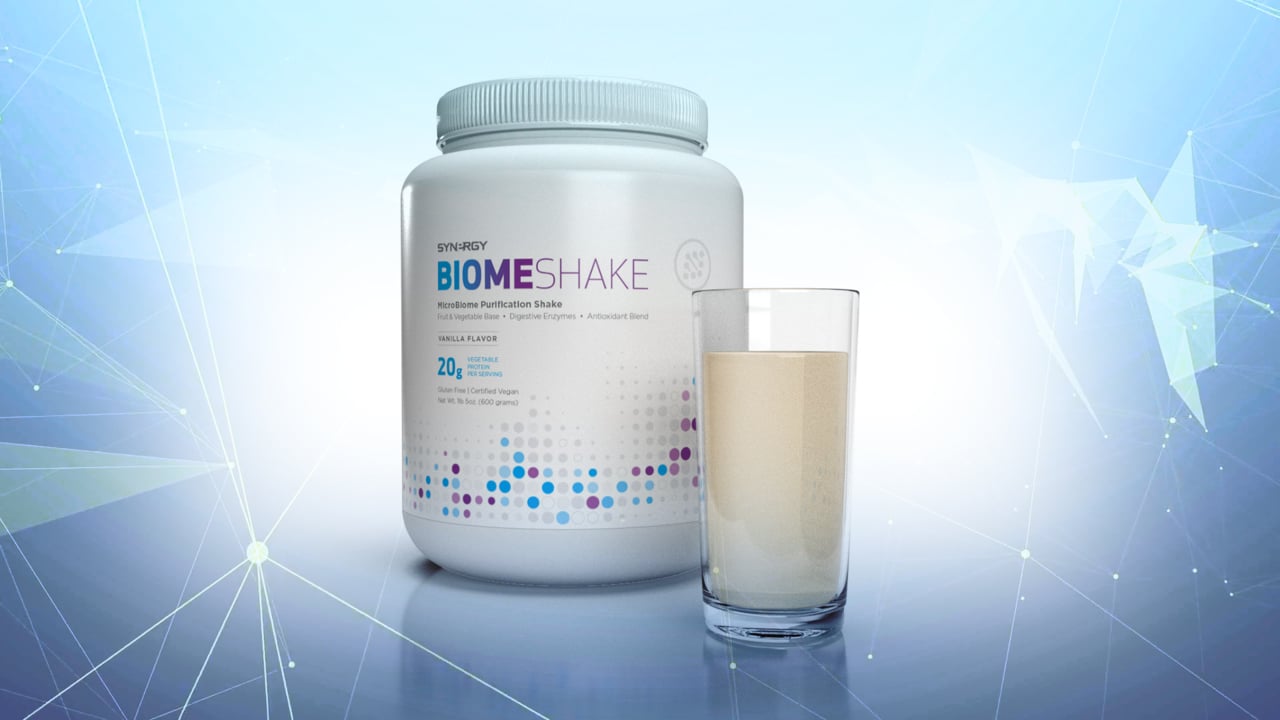 SYNERGY
BIOMESHAKE
MicroBiome Purification Shake
Fruit & Vegetable Base • Digestive Enzymes • Antioxidant Blend
VANILLA FLAVOR
20g VEGETABLE
PROTEIN
PER SERVING
Gluten Free | Certified Vegan
Net Wt. 1lb 5oz. (600 grams)